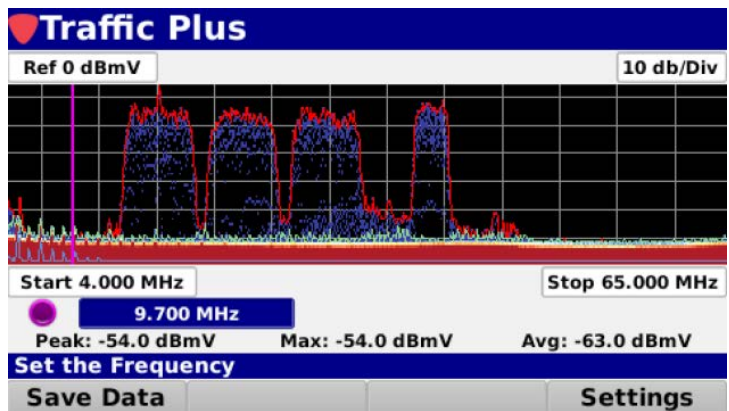 Traffic Plus
Ref 0 dBmV 10 db/Div
Start 4.000 MHz Stop 65.000 MHz
9.700 MHz
Peak: -54.0 dBmV Max: -54.0 dBmV Avg: -63.0 dBmV
Set the Frequency
Save Data Settings